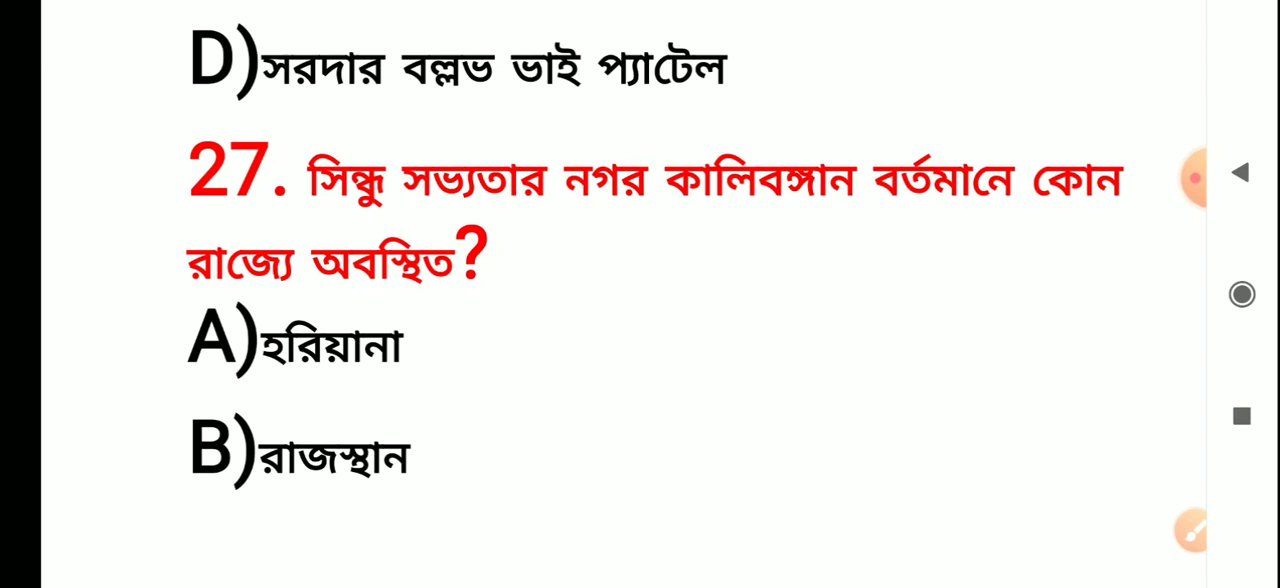 D)সরদার বল্লভ ভাই প্যাটেল
27. সিন্ধু সভ্যতার নগর কালিবঙ্গান বর্তমানে কোন
রাজ্যে অবস্থিত?
A)হরিয়ানা
B)রাজস্থান